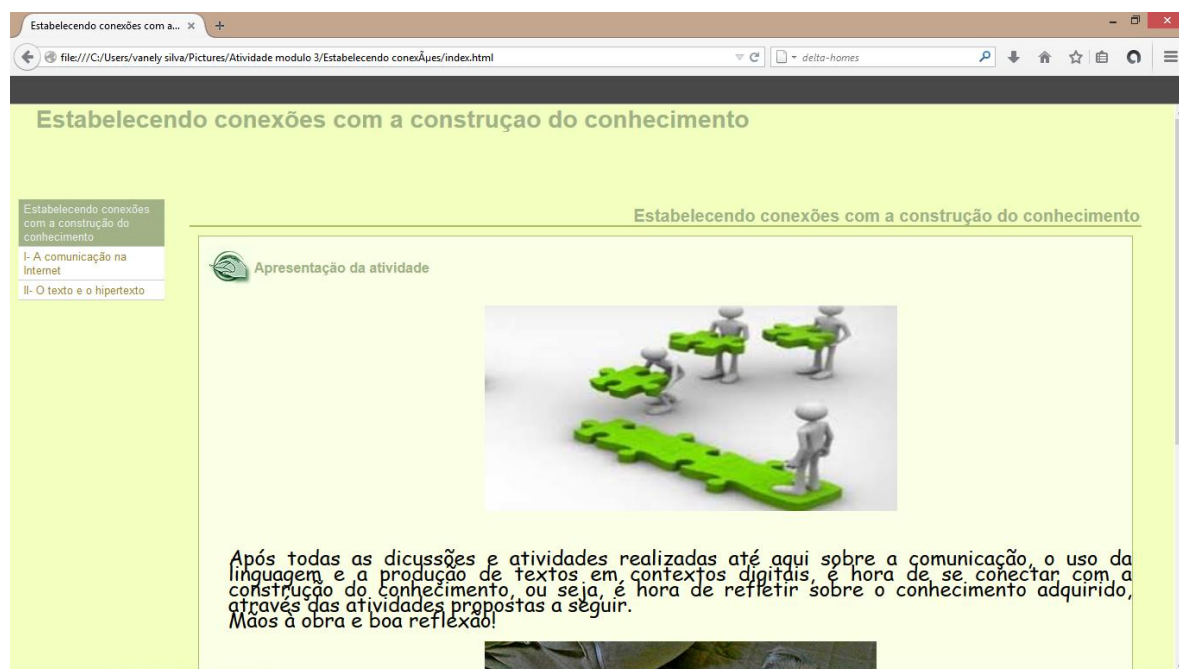 Estabelecendo conexões com a...
file:///C:/Users/vanely silva/Pictures/Atividade modulo 3/Estabelecendo conexÃµes/index.html
delta-homes
Estabelecendo conexões com a construçao do conhecimento
Estabelecendo conexões
com a construção do
conhecimento
I- A comunicação na
Internet
II- O texto e o hipertexto
Estabelecendo conexões com a construção do conhecimento
Apresentação da atividade
Após todas as dicussões e atividades realizadas até aqui sobre a comunicação, o uso da
linguagem e a produção de textos em contextos digitais, é hora de se conectar com a
construção do conhecimento, ou seja, é hora de refletir sobre o conhecimento adquirido,
através das atividades propostas a seguir.
Mãos à obra e boa reflexão!